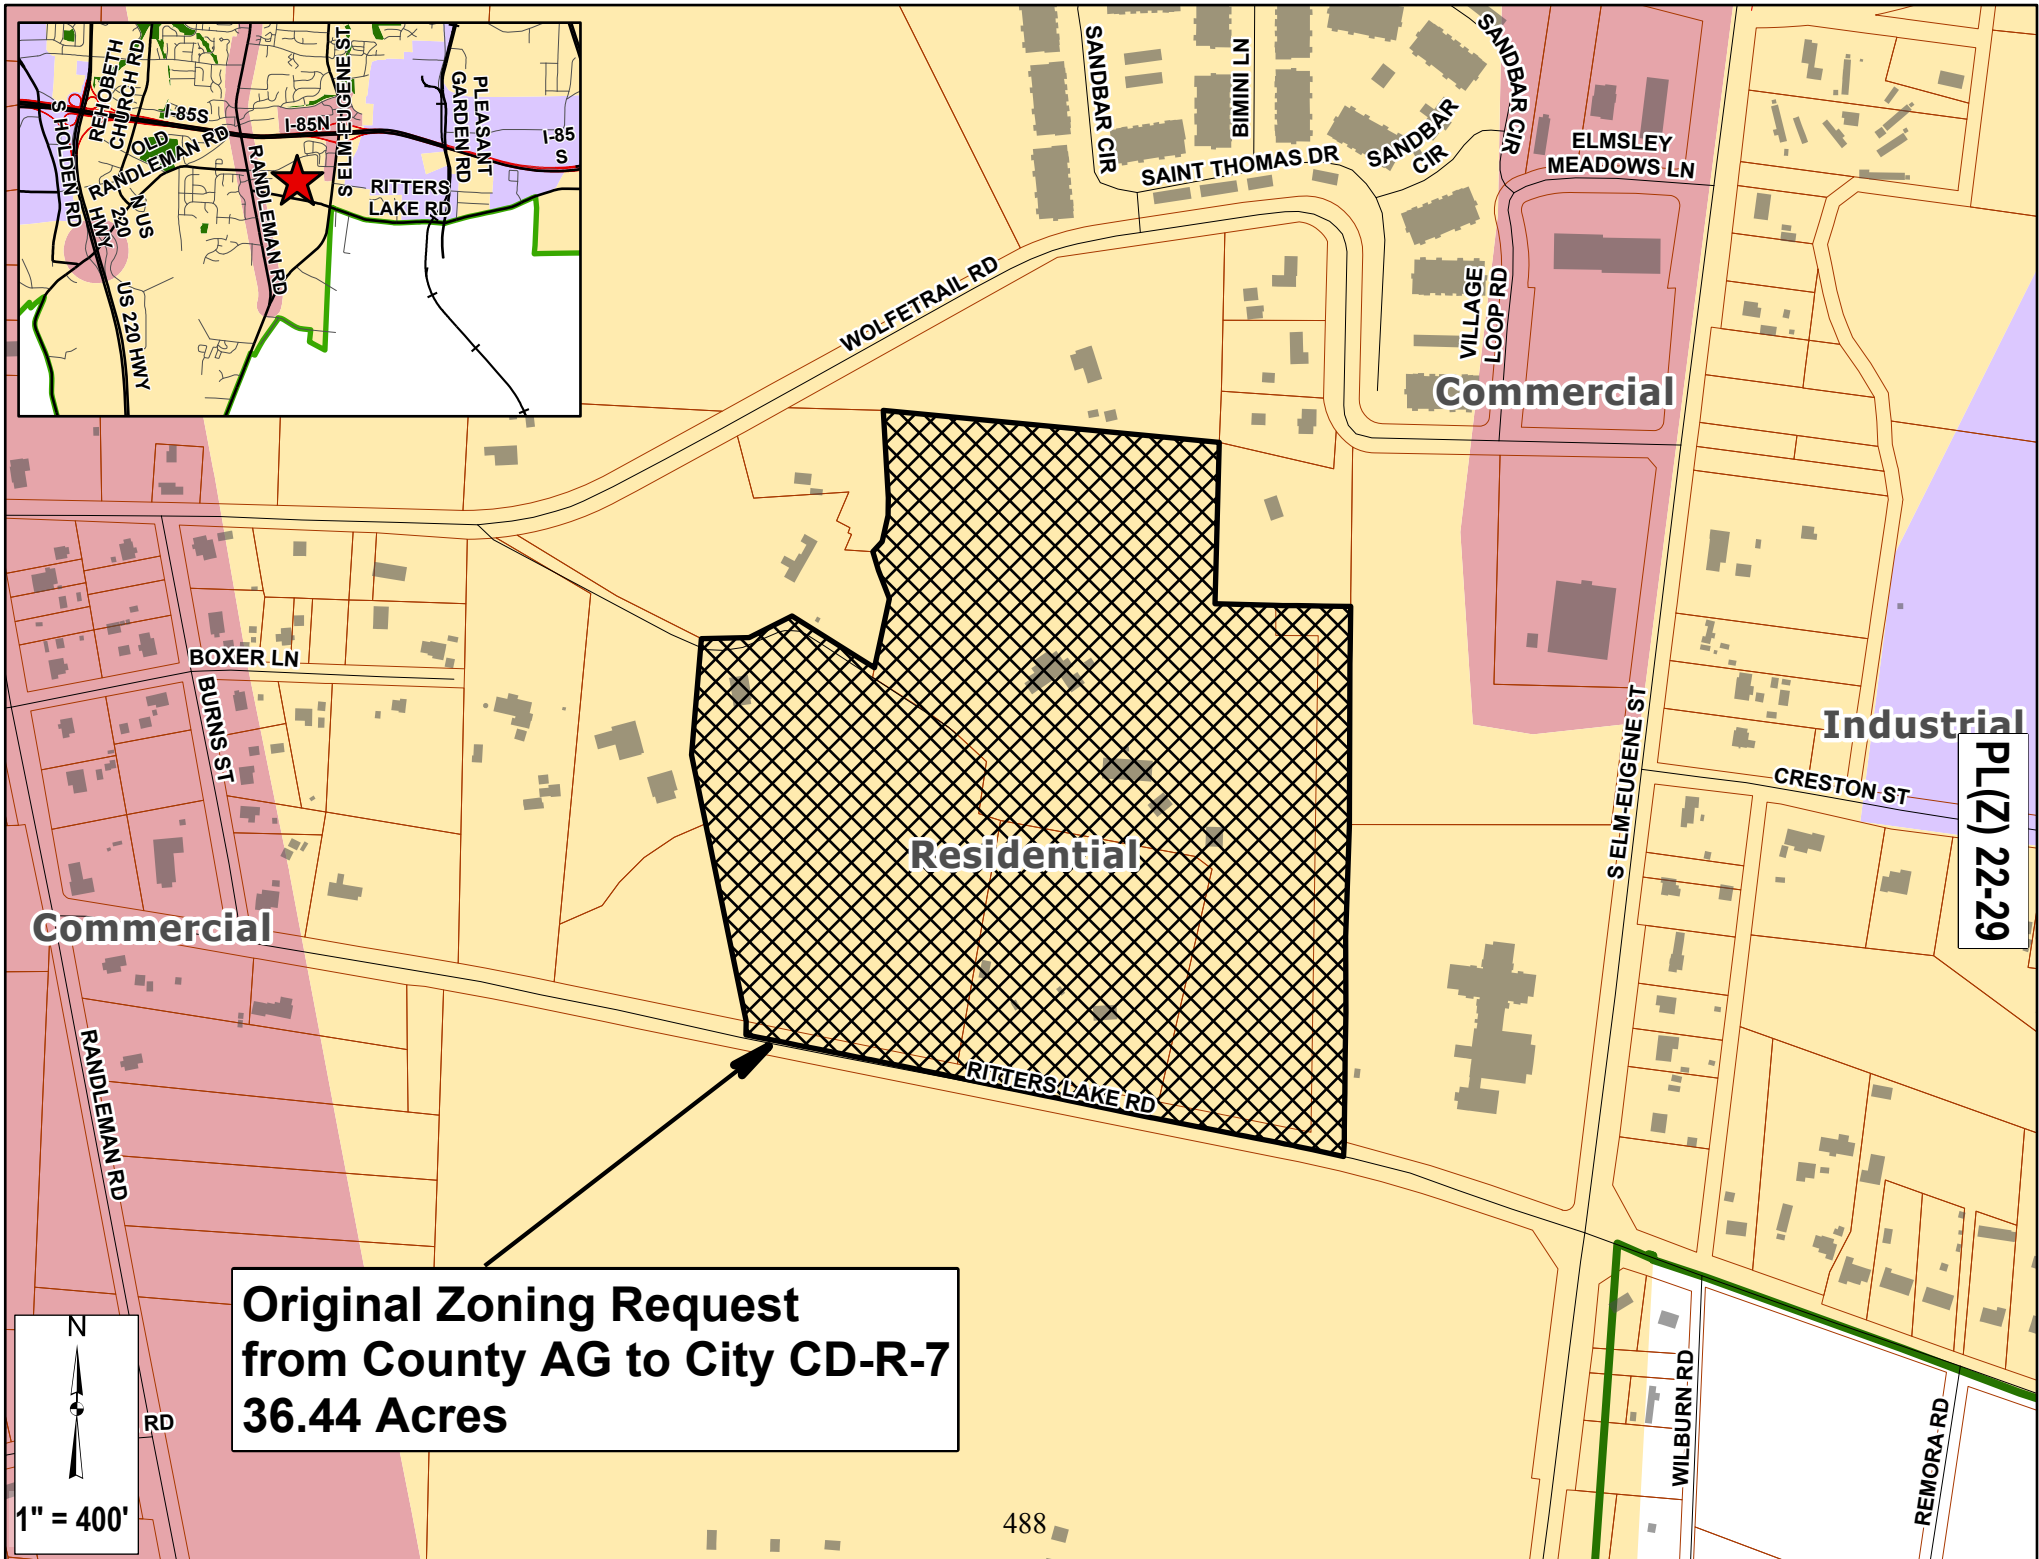 REHOBETH
CHURCH RD
S HOLDEN RD
I-85S
OLD
RANDLEMAN RD
N US
220
HWY
US 220 HWY
I-85N
RANDLEMAN RD
S ELM-EUGENE ST
PLEASANT
GARDEN RD
I-85
S
RITTERS
LAKE RD
SANDBAR CIR
BIMINI LN
SANDBAR
CIR
SANDBAR CIR
SAINT THOMAS DR
ELMSLEY
MEADOWS LN
WOLFETRAIL RD
VILLAGE
LOOP RD
Commercial
BOXER LN
BURNS ST
S ELM-EUGENE ST
Industrial
CRESTON ST
PL(Z) 22-29
Residential
Commercial
RANDLEMAN RD
RITTERS LAKE RD
Original Zoning Request
from County AG to City CD-R-7
36.44 Acres
N
1" = 400'
RD
WILBURN RD
REMORA RD
488